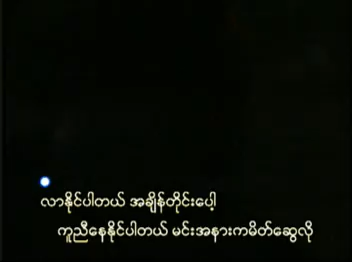 လာနိုင်ပါတယ် အချိန်တိုင်းပေါ့
ကူညီနေနိုင်ပါတယ် မင်းအနားကမိတ်ဆွေလို